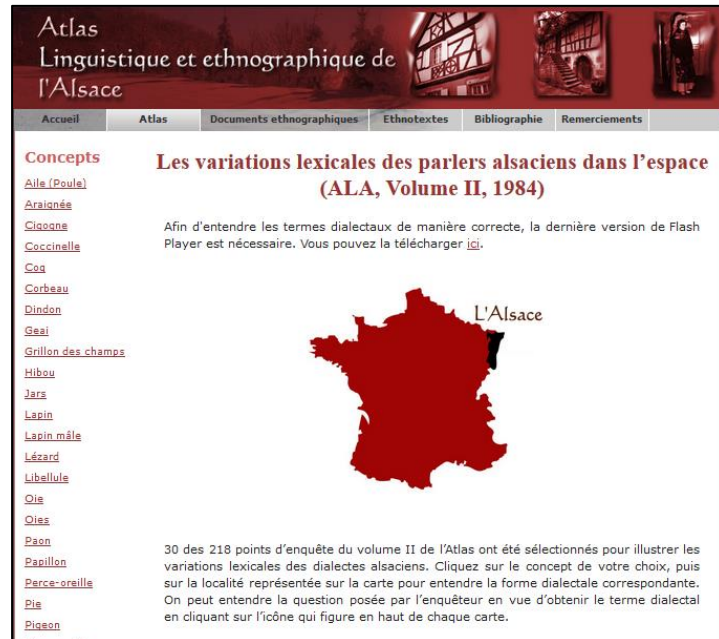 Atlas
Linguistique et ethnographique de
l'Alsace
Accueil Atlas Documents ethnographiques Ethnotextes Bibliographie Remerciements
Concepts
Aile (Poule)
Araignée
Cigogne
Coccinelle
Coq
Corbeau
Dindon
Geai
Grillon des champs
Hibou
Jars
Lapin
Lapin mâle
Lézard
Libellule
Oie
Oies
Paon
Papillon
Perce-oreille
Pie
Pigeon
Les variations lexicales des parlers alsaciens dans l'espace
(ALA, Volume II, 1984)
Afin d'entendre les termes dialectaux de manière correcte, la dernière version de Flash
Player est nécessaire. Vous pouvez la télécharger ici.
L'Alsace
30 des 218 points d'enquête du volume II de l'Atlas ont été sélectionnés pour illustrer les
variations lexicales des dialectes alsaciens. Cliquez sur le concept de votre choix, puis
sur la localité représentée sur la carte pour entendre la forme dialectale correspondante.
On peut entendre la question posée par l'enquêteur en vue d'obtenir le terme dialectal
en cliquant sur l'icône qui figure en haut de chaque carte.